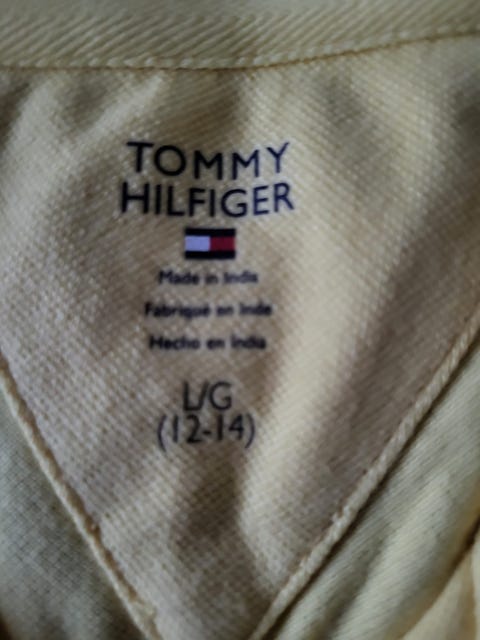 TOMMY
HILFIGER
Made in India
Fabriqué en Inde
Hecho en India
L/G
(12-14)